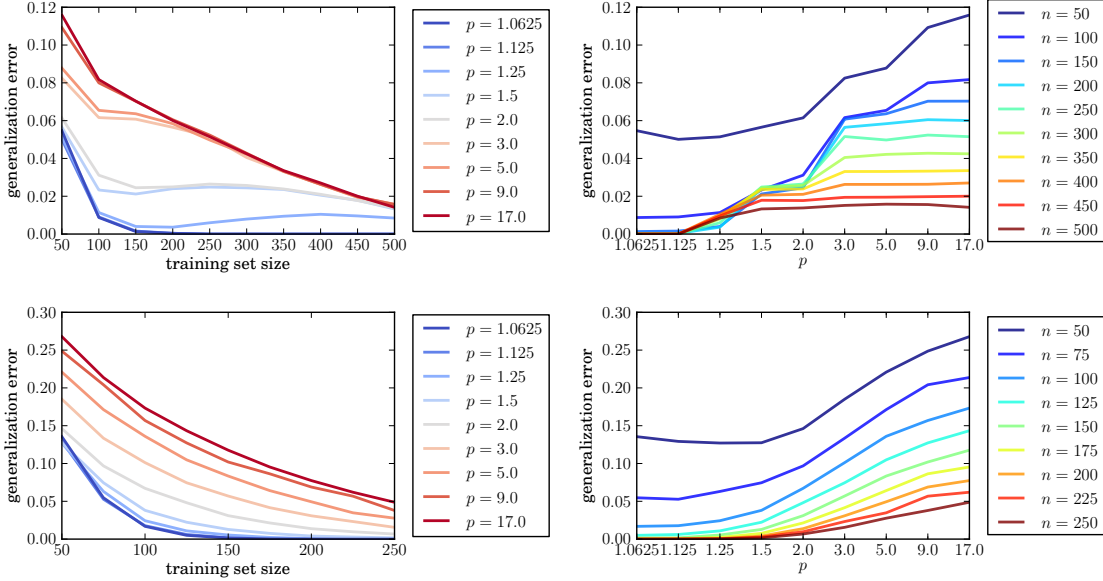 0.12
0.10
0.08
0.06
0.04
0.02
0.00
generalization error
50 100 150 200 250 300 350 400 450 500
training set size
p = 1.0625
p = 1.125
p = 1.25
p = 1.5
p = 2.0
p = 3.0
p = 5.0
p = 9.0
p = 17.0
0.12
0.10
0.08
0.06
0.04
0.02
0.00
generalization error
1.0625 1.125 1.25 1.5 2.0 3.0 5.0 9.0 17.0
p
n = 50
n = 100
n = 150
n = 200
n = 250
n = 300
n = 350
n = 400
n = 450
n = 500
0.30
0.25
0.20
0.15
0.10
0.05
0.00
generalization error
50 100 150 200 250
training set size
p = 1.0625
p = 1.125
p = 1.25
p = 1.5
p = 2.0
p = 3.0
p = 5.0
p = 9.0
p = 17.0
0.30
0.25
0.20
0.15
0.10
0.05
0.00
generalization error
1.0625 1.125 1.25 1.5 2.0 3.0 5.0 9.0 17.0
p
n = 50
n = 75
n = 100
n = 125
n = 150
n = 175
n = 200
n = 225
n = 250